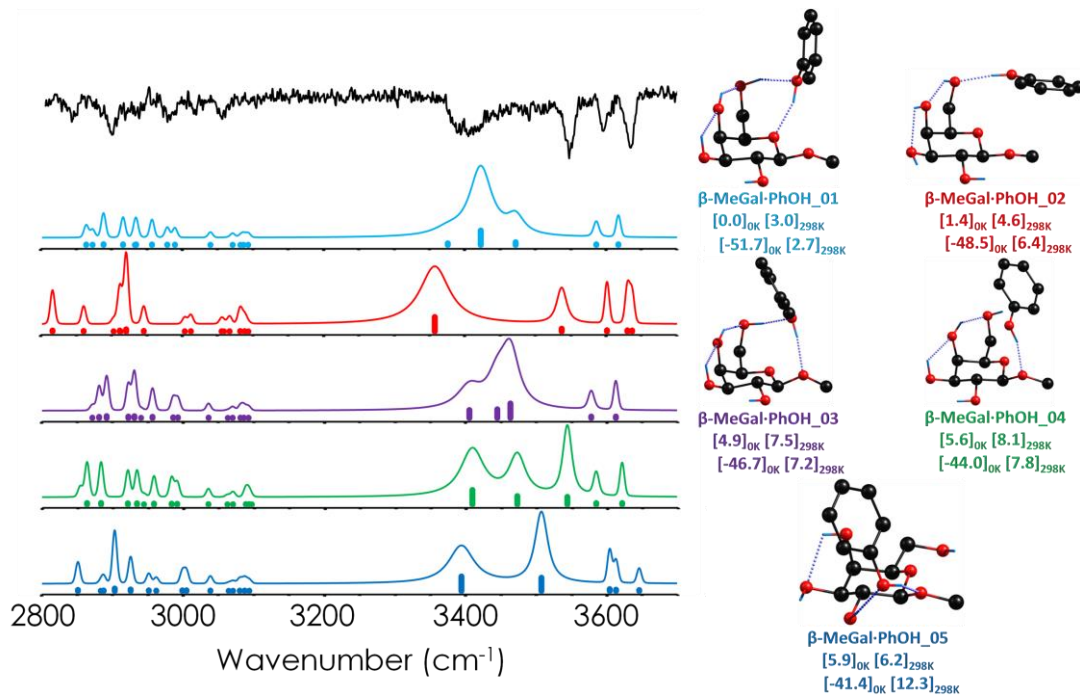 β-MeGal·PhOH_01
[0.0]0K [3.0]298K
[-51.7]0K [2.7]298K
β-MeGal·PhOH_02
[1.4]0K [4.6]298K
[-48.5]0K [6.4]298K
β-MeGal·PhOH_03
[4.9]0K [7.5]298K
[-46.7]0K [7.2]298K
β-MeGal·PhOH_04
[5.6]0K [8.1]298K
[-44.0]0K [7.8]298K
β-MeGal·PhOH_05
[5.9]0K [6.2]298K
[-41.4]0K [12.3]298K
2800 3000 3200 3400 3600
Wavenumber (cm-1)